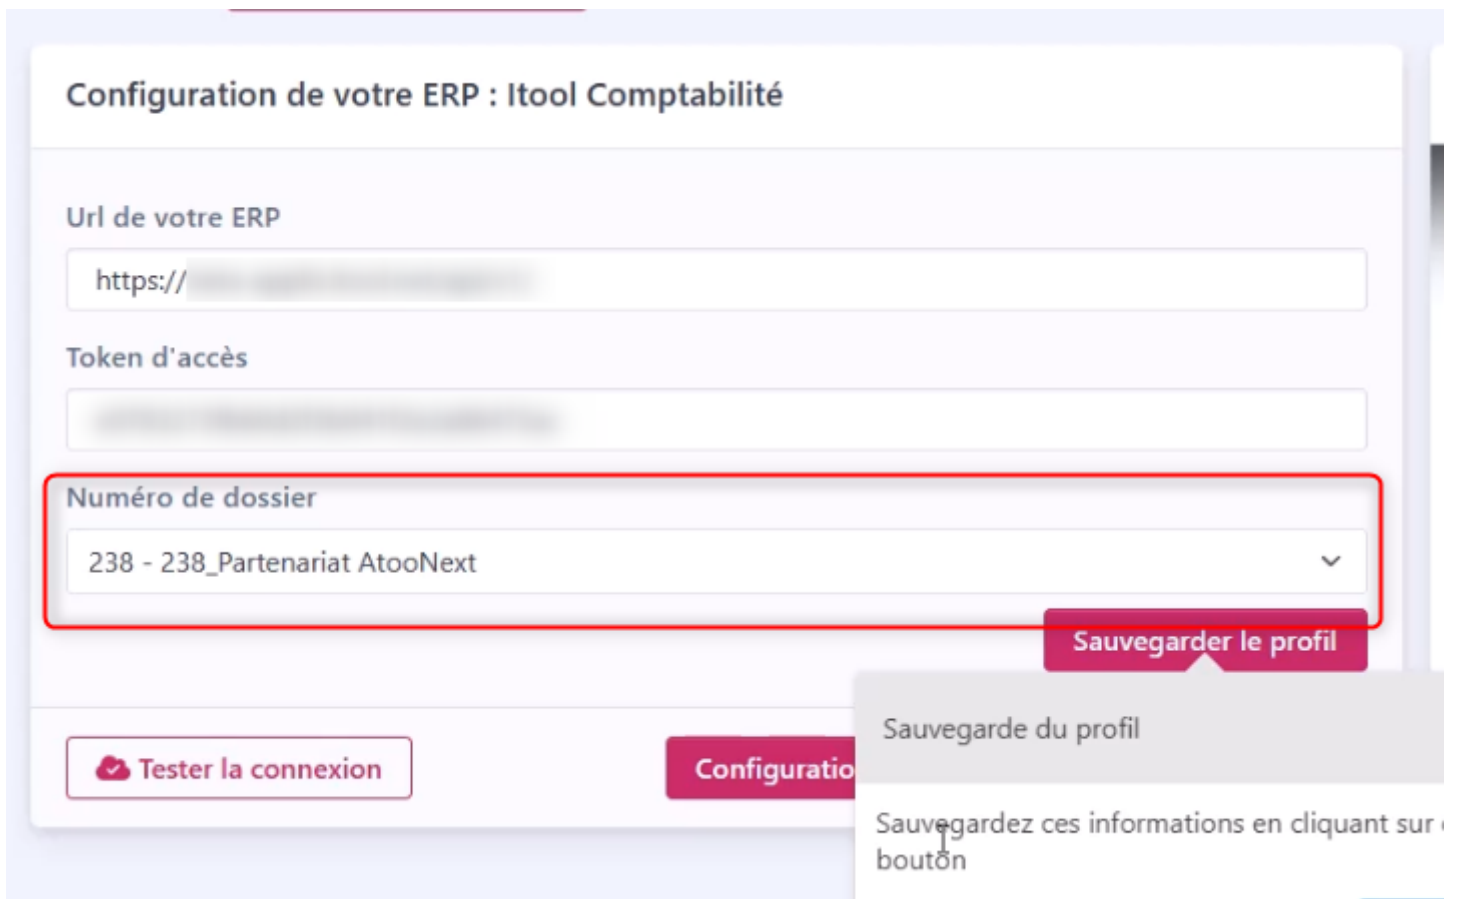 Configuration de votre ERP : Itool Comptabilité
Url de votre ERP
https://
Token d'accès
Numéro de dossier
238 - 238_Partenariat AtooNext
Sauvegarder le profil
Sauvegarde du profil
Tester la connexion
Configuratio
Sauvegardez ces informations en cliquant sur
bouton